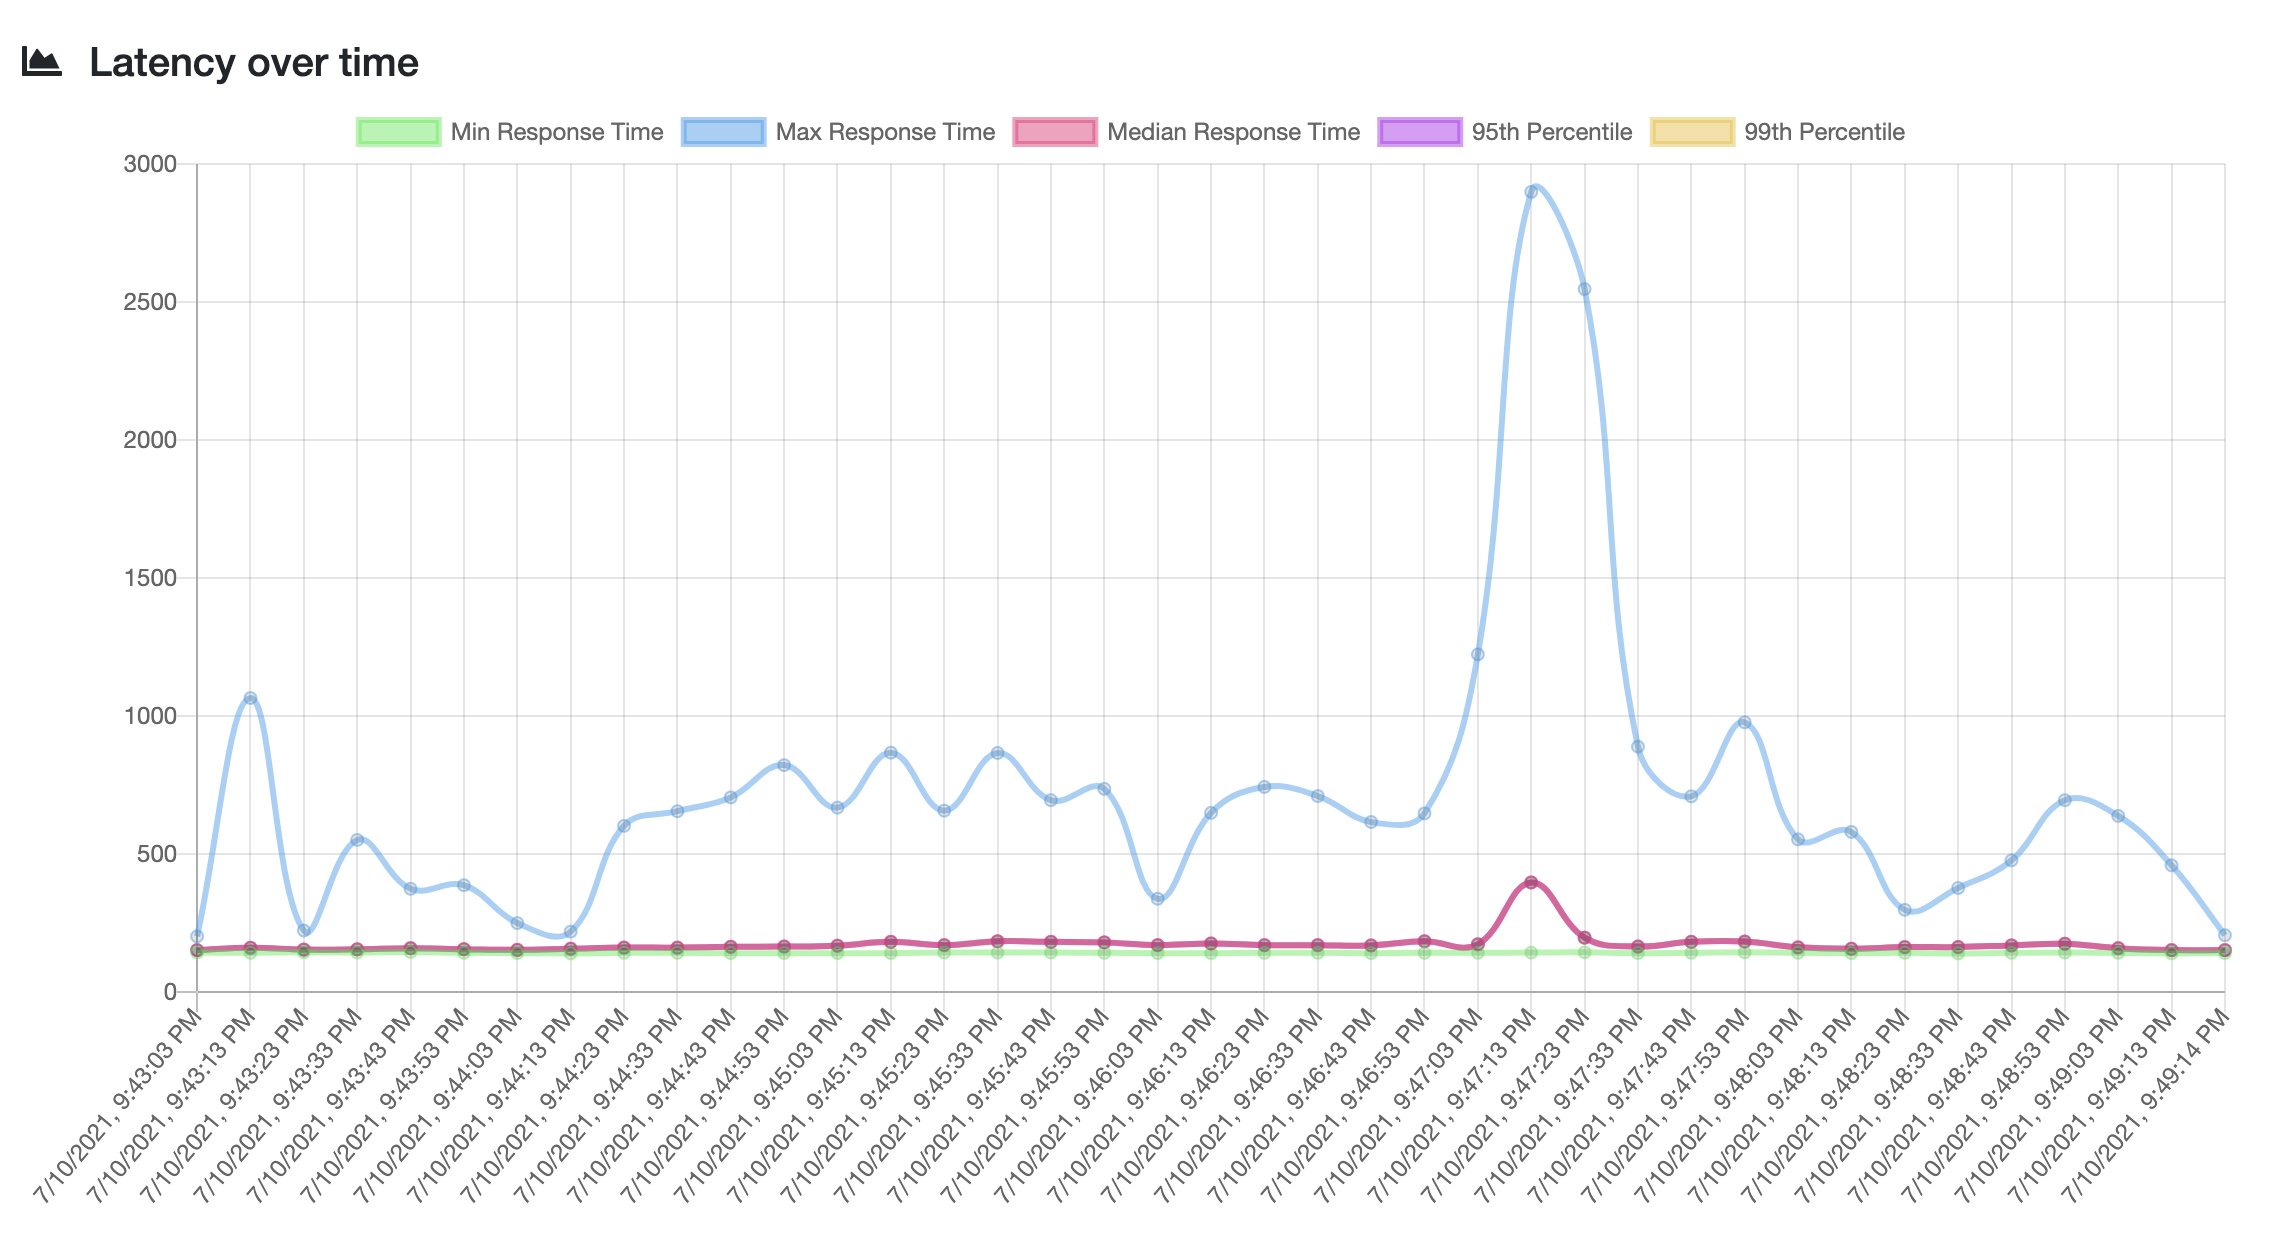 Latency over time
Min Response Time Max Response Time Median Response Time 95th Percentile 99th Percentile
3000
2500
2000
1500
1000
500
0
7/10/2021, 9:43:03 PM
7/10/2021, 9:43:13 PM
7/10/2021, 9:43:23 PM
7/10/2021, 9:43:33 PM
7/10/2021, 9:43:43 PM
7/10/2021, 9:43:53 PM
7/10/2021, 9:44:03 PM
7/10/2021, 9:44:13 PM
7/10/2021, 9:44:23 PM
7/10/2021, 9:44:33 PM
7/10/2021, 9:44:43 PM
7/10/2021, 9:44:53 PM
7/10/2021, 9:45:03 PM
7/10/2021, 9:45:13 PM
7/10/2021, 9:45:23 PM
7/10/2021, 9:45:33 PM
7/10/2021, 9:45:43 PM
7/10/2021, 9:45:53 PM
7/10/2021, 9:46:03 PM
7/10/2021, 9:46:13 PM
7/10/2021, 9:46:23 PM
7/10/2021, 9:46:33 PM
7/10/2021, 9:46:43 PM
7/10/2021, 9:46:53 PM
7/10/2021, 9:47:03 PM
7/10/2021, 9:47:13 PM
7/10/2021, 9:47:23 PM
7/10/2021, 9:47:33 PM
7/10/2021, 9:47:43 PM
7/10/2021, 9:47:53 PM
7/10/2021, 9:48:03 PM
7/10/2021, 9:48:13 PM
7/10/2021, 9:48:23 PM
7/10/2021, 9:48:33 PM
7/10/2021, 9:48:43 PM
7/10/2021, 9:48:53 PM
7/10/2021, 9:49:03 PM
7/10/2021, 9:49:13 PM
7/10/2021, 9:49:14 PM